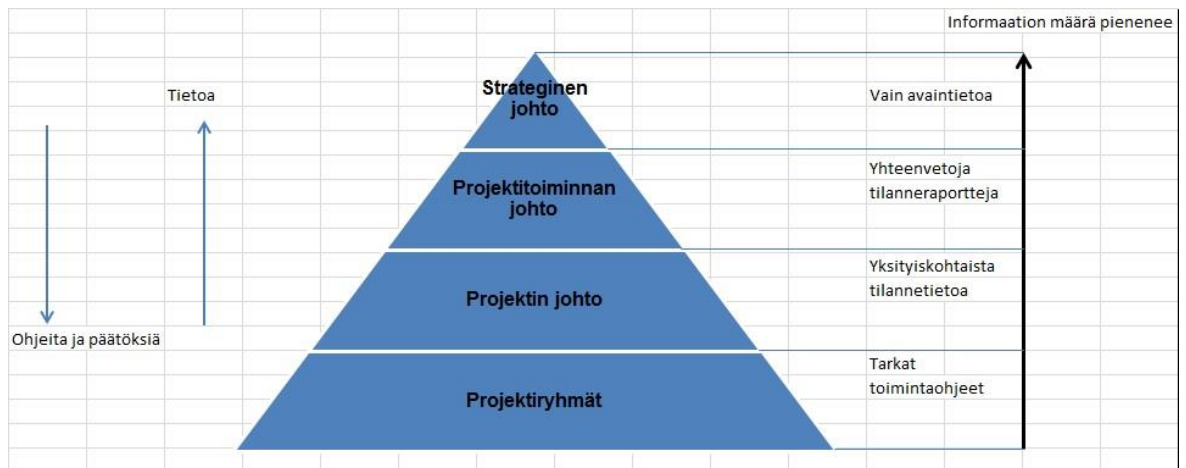 Informaation määrä pienenee
Tietoa
Strateginen
johto
Vain avaintietoa
Projektitoiminnan
johto
Yhteenvetoja
tilanneraportteja
Projektin johto
Yksityiskohtaista
tilannetietoa
Ohjeita ja päätöksiä
Projektiryhmät
Tarkat
toimintaohjeet